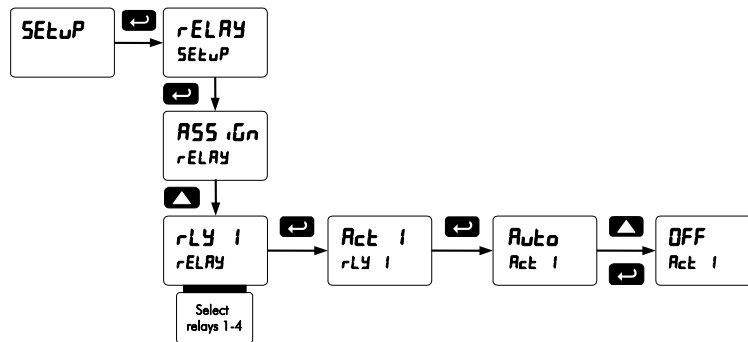 SEtuP
rELAY
SEtuP
ASSiGn
rELAY
rLY 1
rELAY
Act 1
rLY 1
Auto
Act 1
OFF
Act 1
Select
relays 1-4